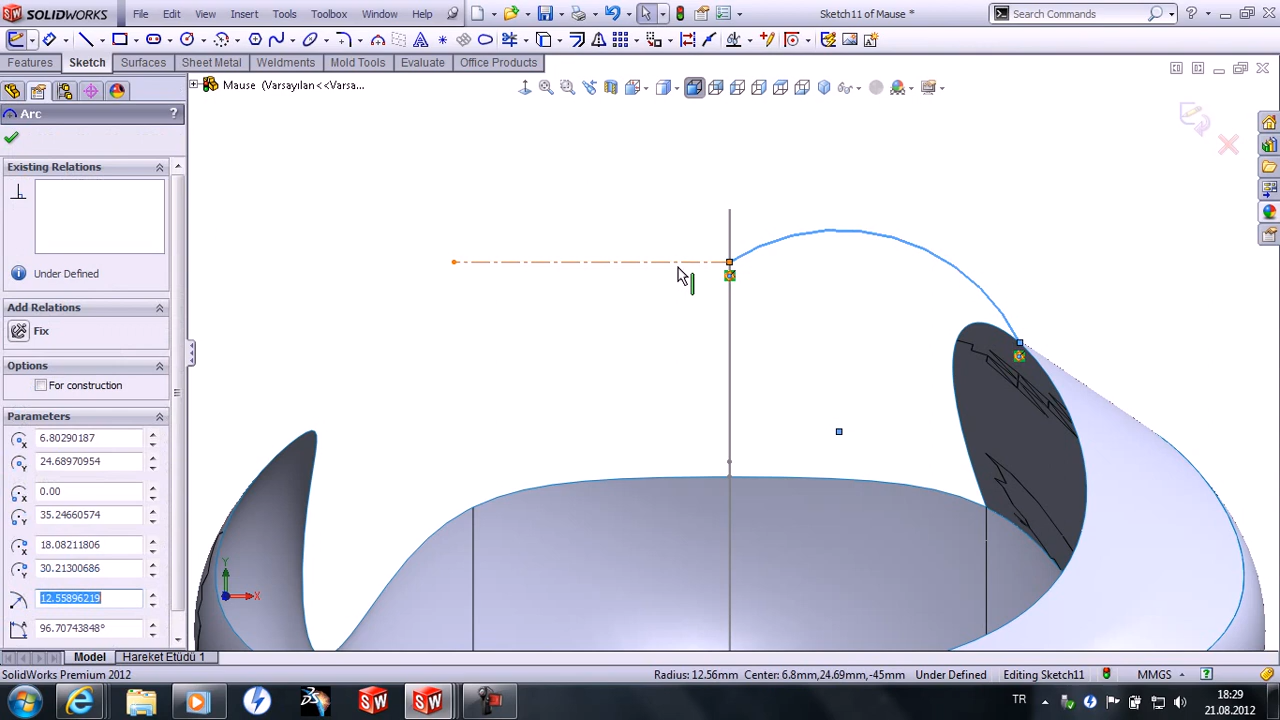 SOLIDWORKS File Edit View Insert Tools Toolbox Window Help Sketch11 of Mause * Search Commands
Features Sketch Surfaces Sheet Metal Weldments Mold Tools Evaluate Office Products
Mause (Varsayılan<<Varsa...
Arc ?
Existing Relations
Under Defined
Add Relations
Fix
Options
For construction
Parameters
6.80290187
24.68970954
0.00
35.24660574
18.08211806
30.21300686
12.55896219
96.70743848°
Y
X
Model Hareket Etüdü 1
SolidWorks Premium 2012 Radius: 12.56mm Center: 6.8mm,24.69mm,-45mm Under Defined Editing Sketch11 MMGS
TR 18:29
21.08.2012